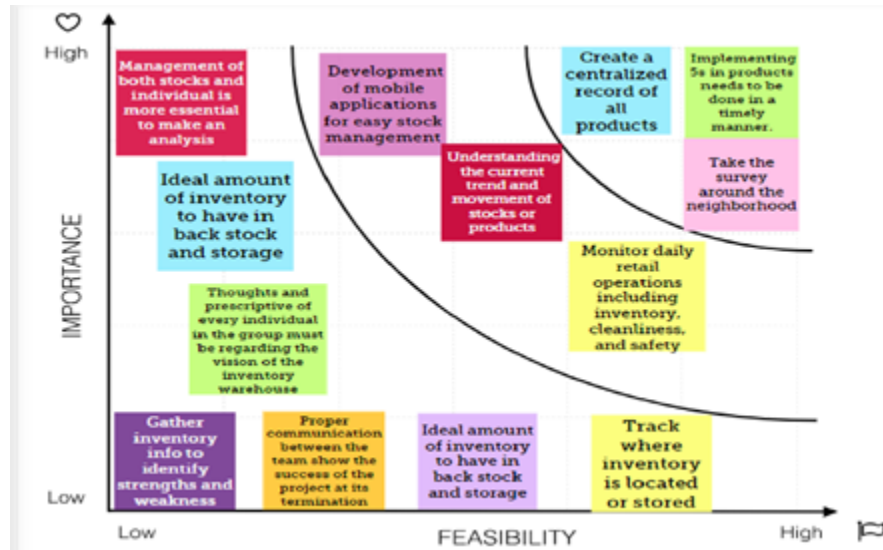 High
Management of
both stocks and
individual is
more essential
to make an
analysis
Development
of mobile
applications
for easy stock
management
Create a
centralized
record of
all
products
Implementing
5s in products
needs to be
done in a
timely
manner.
Understanding
the current
trend and
movement of
stocks or
products
Take the
survey
around the
neighborhood
Ideal amount
of inventory
to have in
back stock
and storage
Monitor daily
retail
operations
including
inventory,
cleanliness,
and safety
Thoughts and
prescriptive of
every individual
in the group must
be regarding the
vision of the
inventory
warehouse
IMPORTANCE
Gather
inventory
info to
identify
strengths and
weakness
Proper
communication
between the
team show the
success of the
project at its
termination
Ideal amount
of inventory
to have in
back stock
and storage
Track
where
inventory
is located
or stored
Low
Low
FEASIBILITY
High